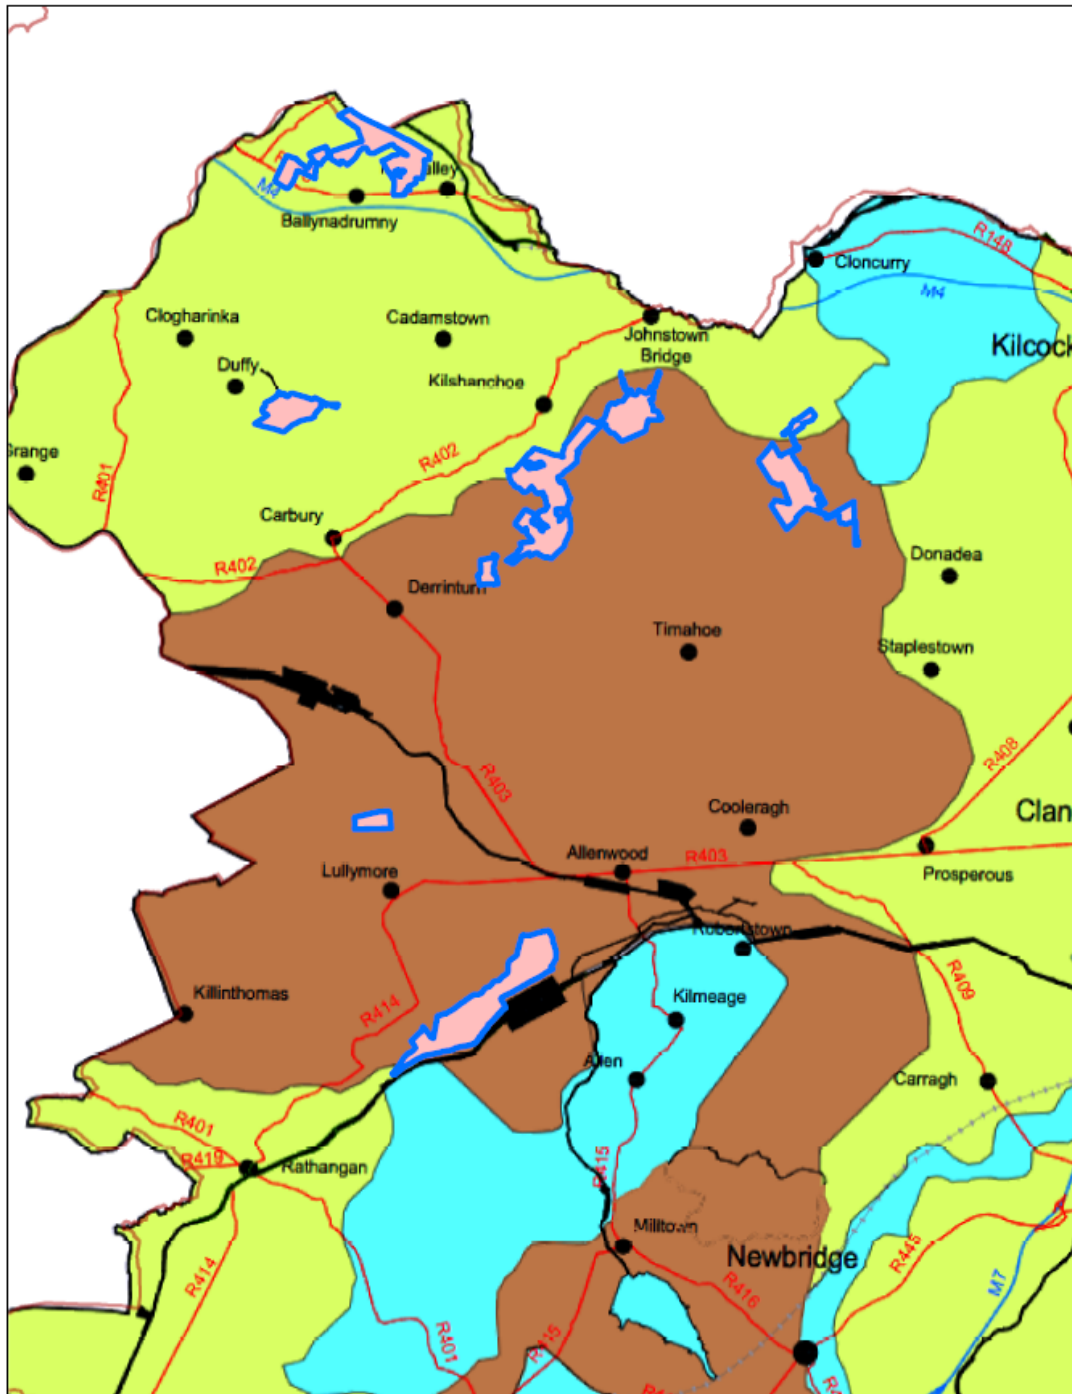 M4
Ballynadrumny
R148
Cloncurry
M4
Clogharinka
Cadamstown
Johnstown
Bridge
Kilcock
Duffy
Kilshanchoe
R402
R401
Carbury
R402
Donadea
Derrinturn
Timahoe
Staplestown
R408
R403
Cooleragh
Clan
Allenwood
R403
Lullymore
Prosperous
Robertstown
Killinthomas
R414
Kilmeage
R409
Allen
Carragh
R401
R419
Rathangan
R415
Milltown
Newbridge
R445
R414
R416
M7
R401
R415